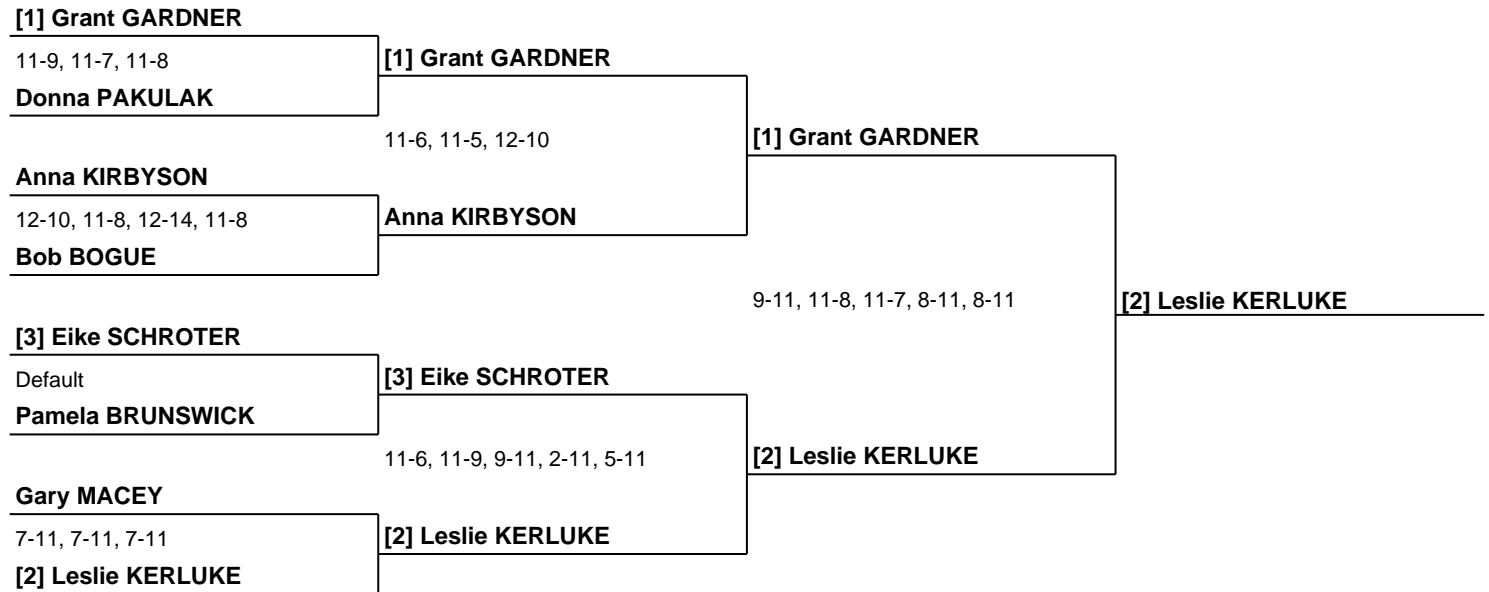 [1] Grant GARDNER
11-9, 11-7, 11-8
[1] Grant GARDNER
Donna PAKULAK
11-6, 11-5, 12-10
[1] Grant GARDNER
Anna KIRBYSON
12-10, 11-8, 12-14, 11-8
Anna KIRBYSON
Bob BOGUE
9-11, 11-8, 11-7, 8-11, 8-11
[2] Leslie KERLUKE
[3] Eike SCHROTER
Default
[3] Eike SCHROTER
Pamela BRUNSWICK
11-6, 11-9, 9-11, 2-11, 5-11
[2] Leslie KERLUKE
Gary MACEY
7-11, 7-11, 7-11
[2] Leslie KERLUKE
[2] Leslie KERLUKE